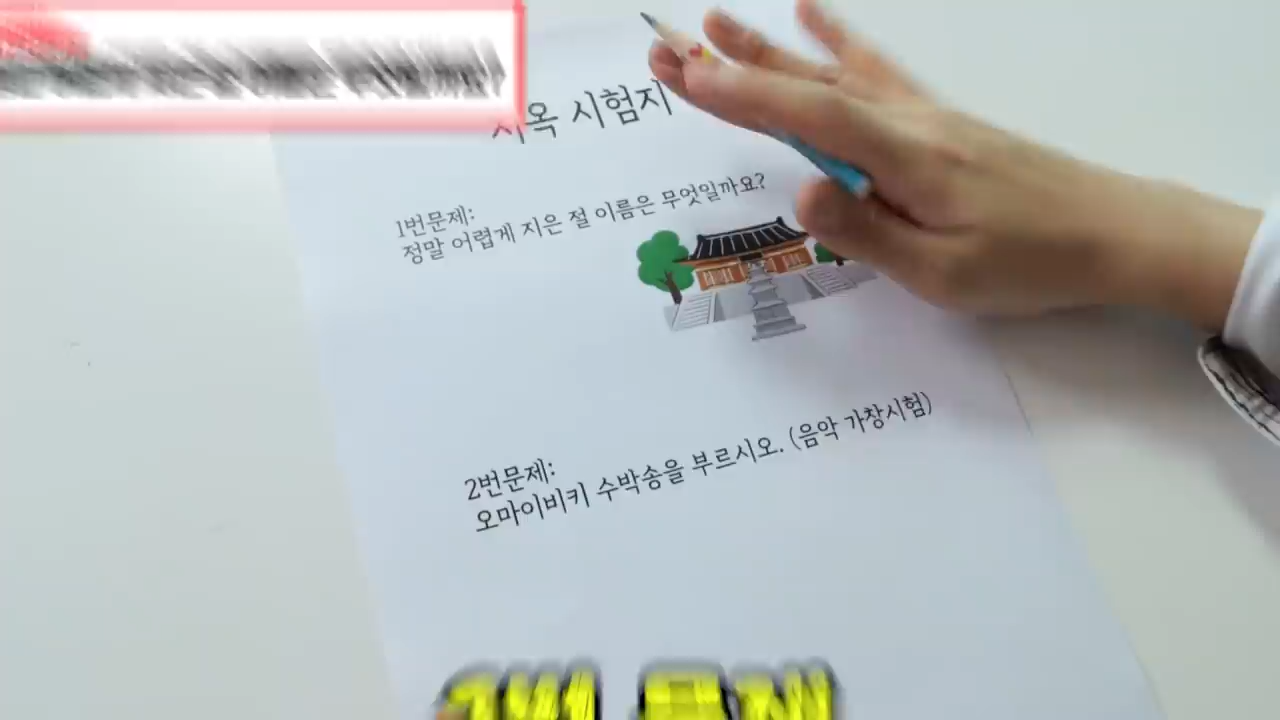 시험지
1번문제:
정말 어렵게 지은 절 이름은 무엇일까요?
2번문제:
오마이비키 수박송을 부르시오. (음악 가창시험)